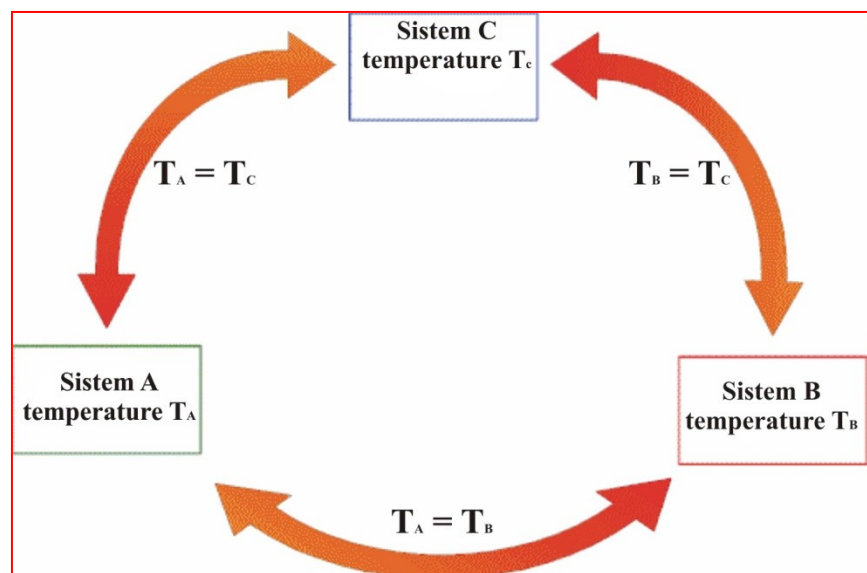 Sistem C
temperature Tc
TA = TC
TB = TC
Sistem A
temperature TA
Sistem B
temperature TB
TA = TB